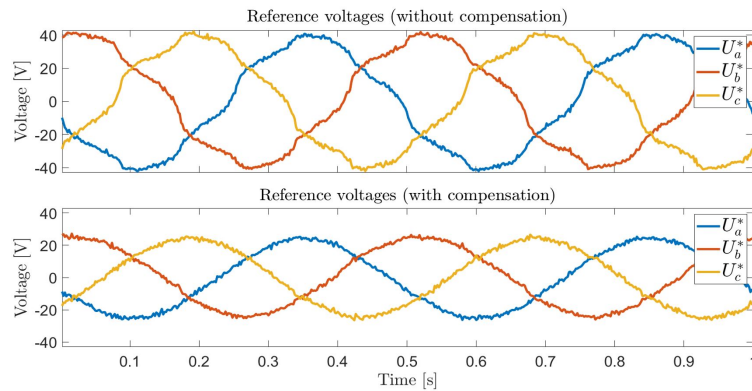 Reference voltages (without compensation)
Voltage [V]
40
20
0
-20
-40
U*a
U*b
U*c
Reference voltages (with compensation)
Voltage [V]
40
20
0
-20
-40
U*a
U*b
U*c
0.1 0.2 0.3 0.4 0.5 0.6 0.7 0.8 0.9 1
Time [s]